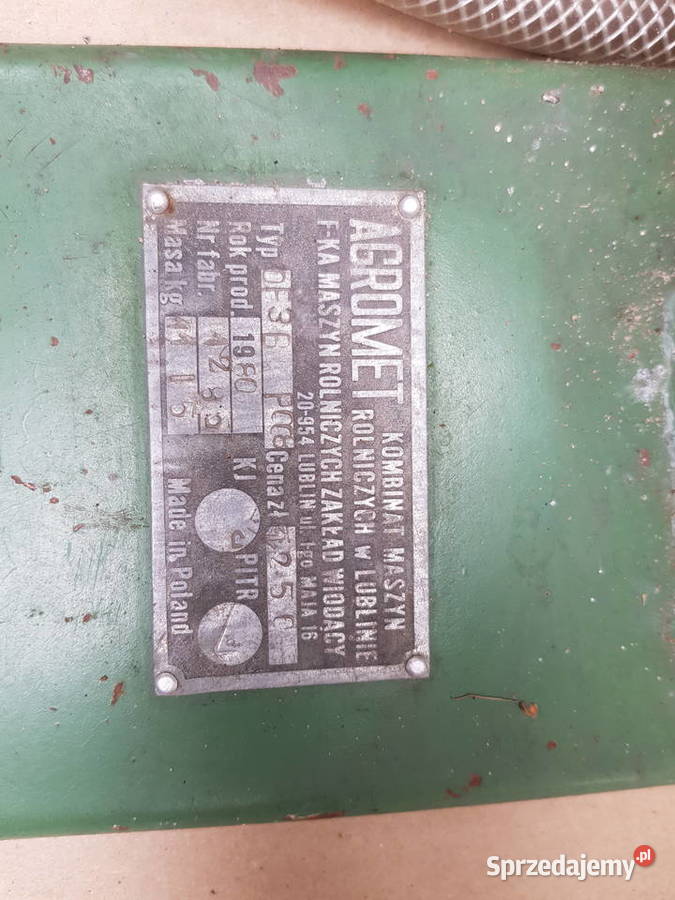 AGROMET KOMBINAT MASZYN
ROLNICZYCH W LUBLINIE
F-KA MASZYN ROLNICZYCH ZAKŁAD WIODĄCY
20-954 LUBLIN ul. 1-go MAJA 16
Typ Cena zł 4250
Rok prod. 1980 KJ PITR
Nr fabr.
Masa kg Made in Poland
Sprzedajemy.pl